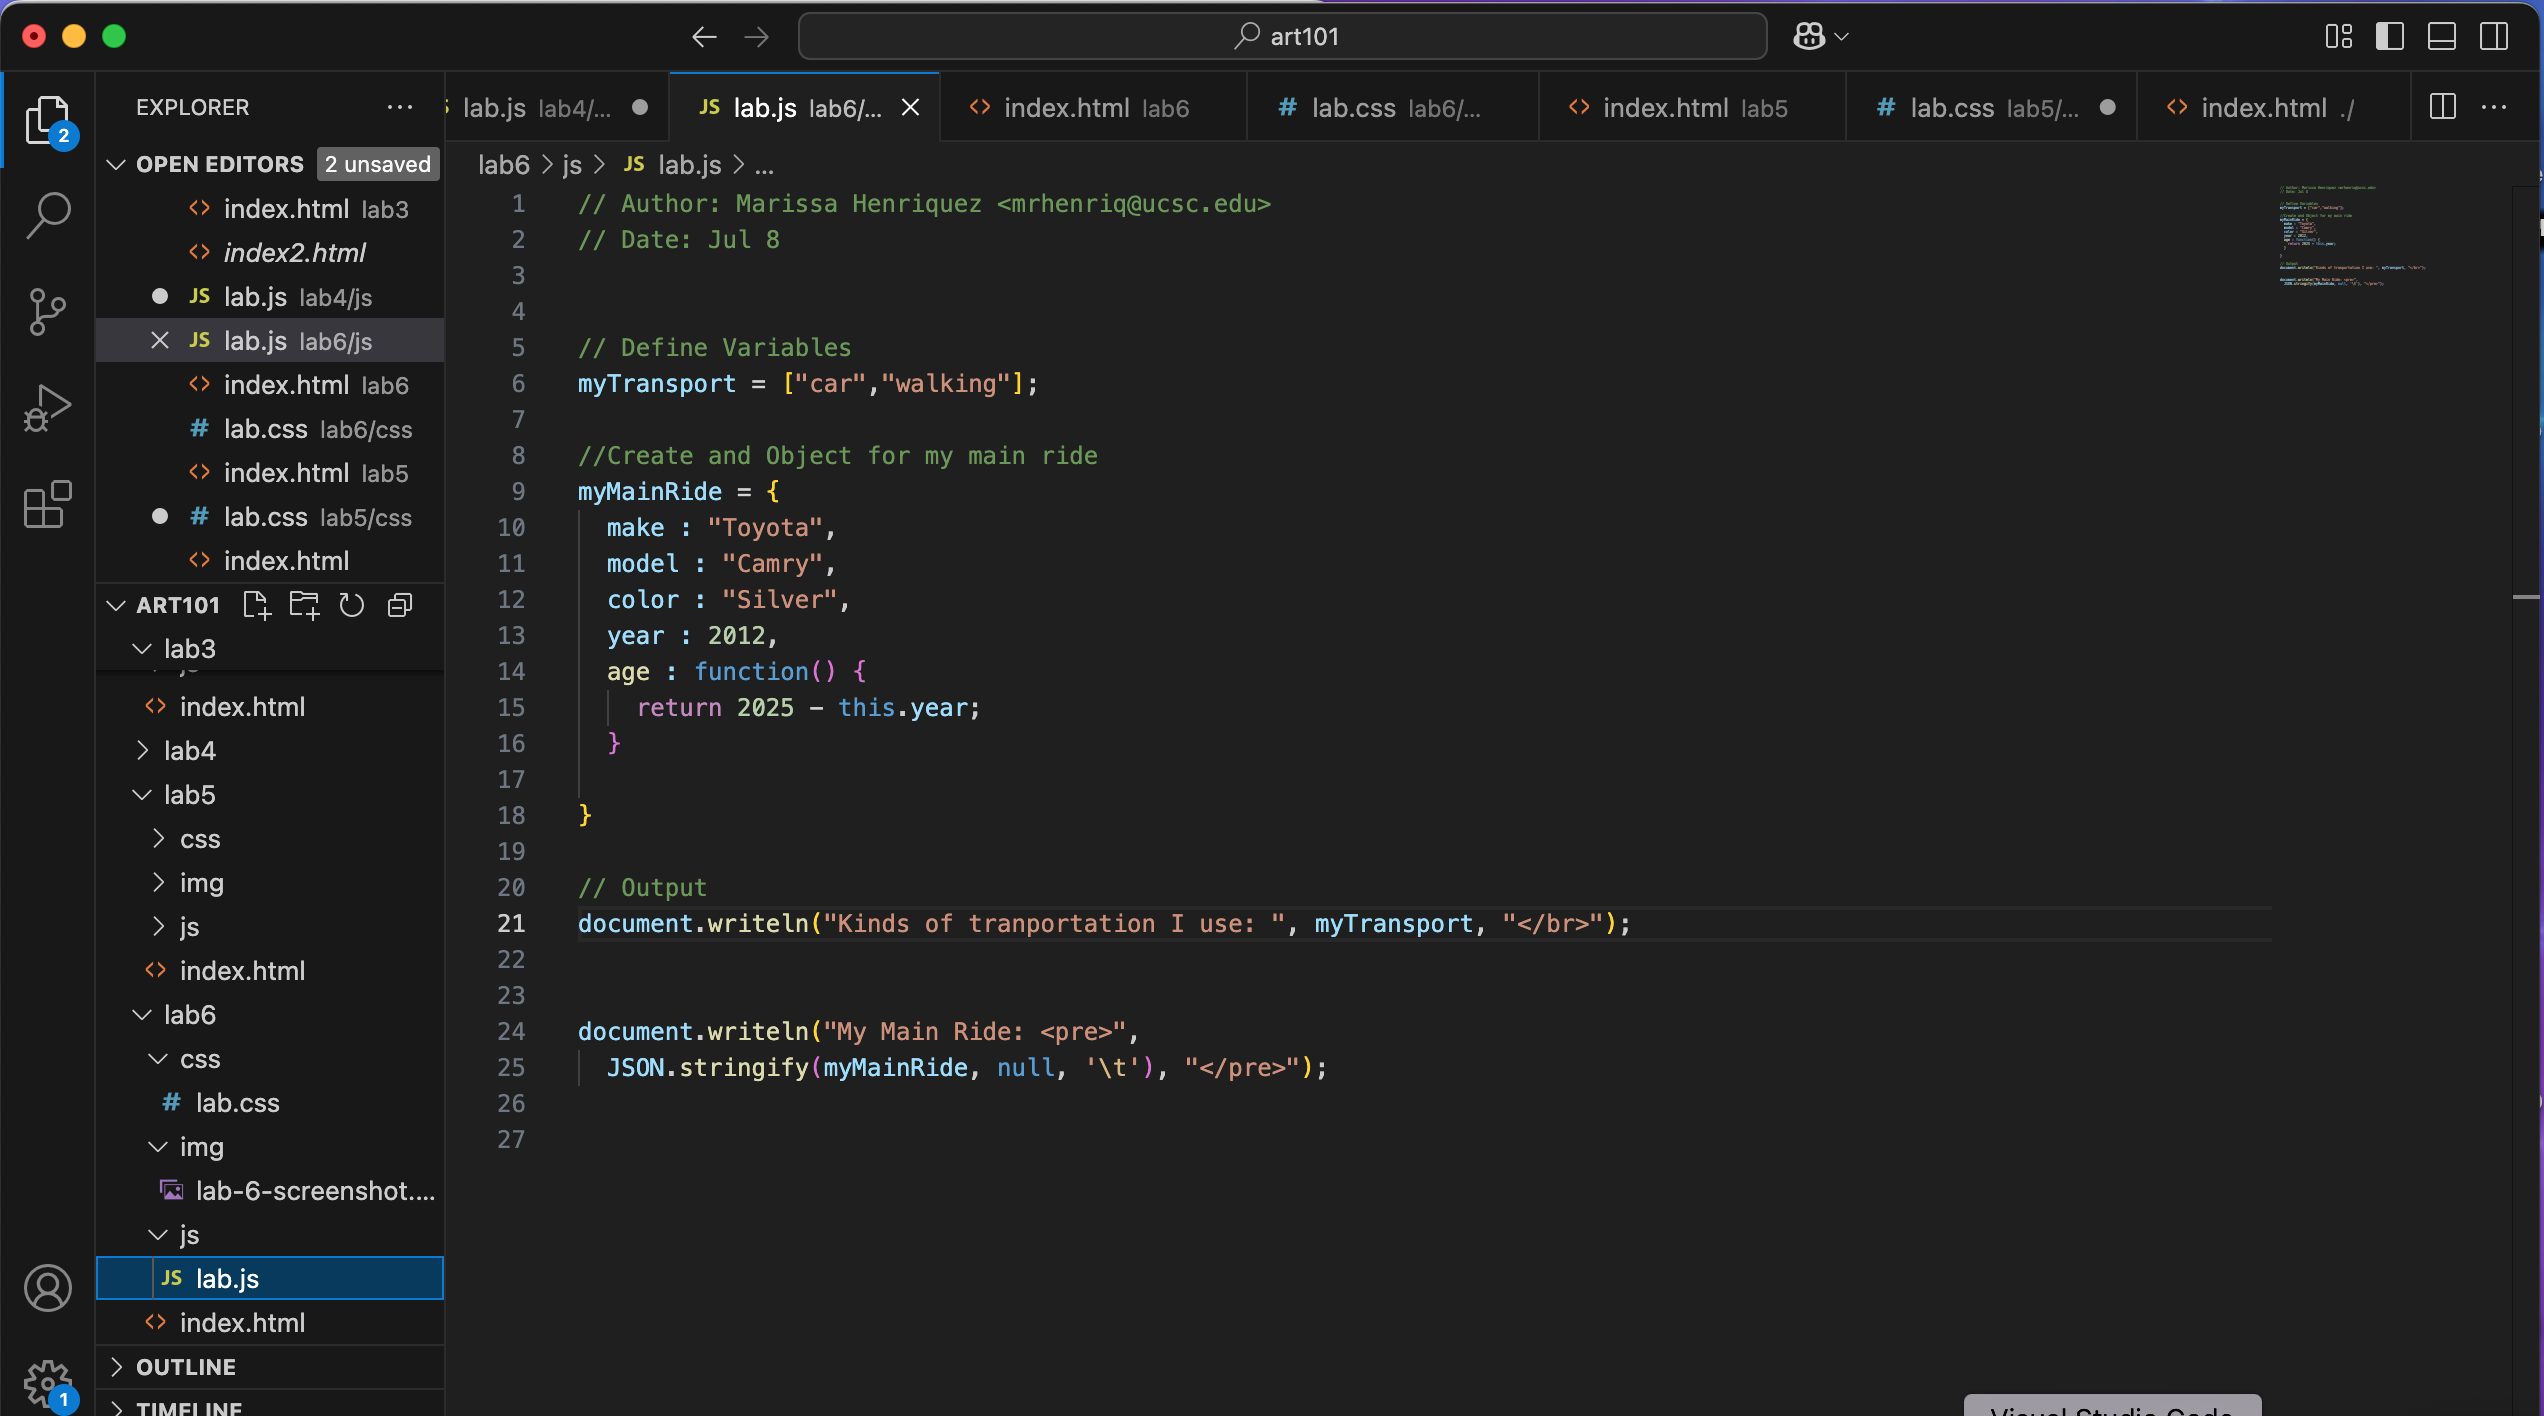 art101
EXPLORER
OPEN EDITORS 2 unsaved
index.html lab3
index2.html
JS lab.js lab4/js
JS lab.js lab6/js
index.html lab6
# lab.css lab6/css
index.html lab5
# lab.css lab5/css
index.html
ART101
lab3
index.html
lab4
lab5
css
img
js
index.html
lab6
css
# lab.css
img
lab-6-screenshot....
js
JS lab.js
index.html
OUTLINE
TIMELINE
2
1
lab.js lab4/...
JS lab.js lab6/...
index.html lab6
# lab.css lab6/...
index.html lab5
# lab.css lab5/...
index.html ./
lab6 > js > JS lab.js > ...
1 // Author: Marissa Henriquez <mrhenriq@ucsc.edu>
2 // Date: Jul 8
3
4
5 // Define Variables
6 myTransport = ["car","walking"];
7
8 //Create and Object for my main ride
9 myMainRide = {
10 make : "Toyota",
11 model : "Camry",
12 color : "Silver",
13 year : 2012,
14 age : function() {
15 return 2025 - this.year;
16 }
17
18 }
19
20 // Output
21 document.writeln("Kinds of tranportation I use: ", myTransport, "</br>");
22
23
24 document.writeln("My Main Ride: <pre>",
25 JSON.stringify(myMainRide, null, '\t'), "</pre>");
26
27
Visual Studio Code